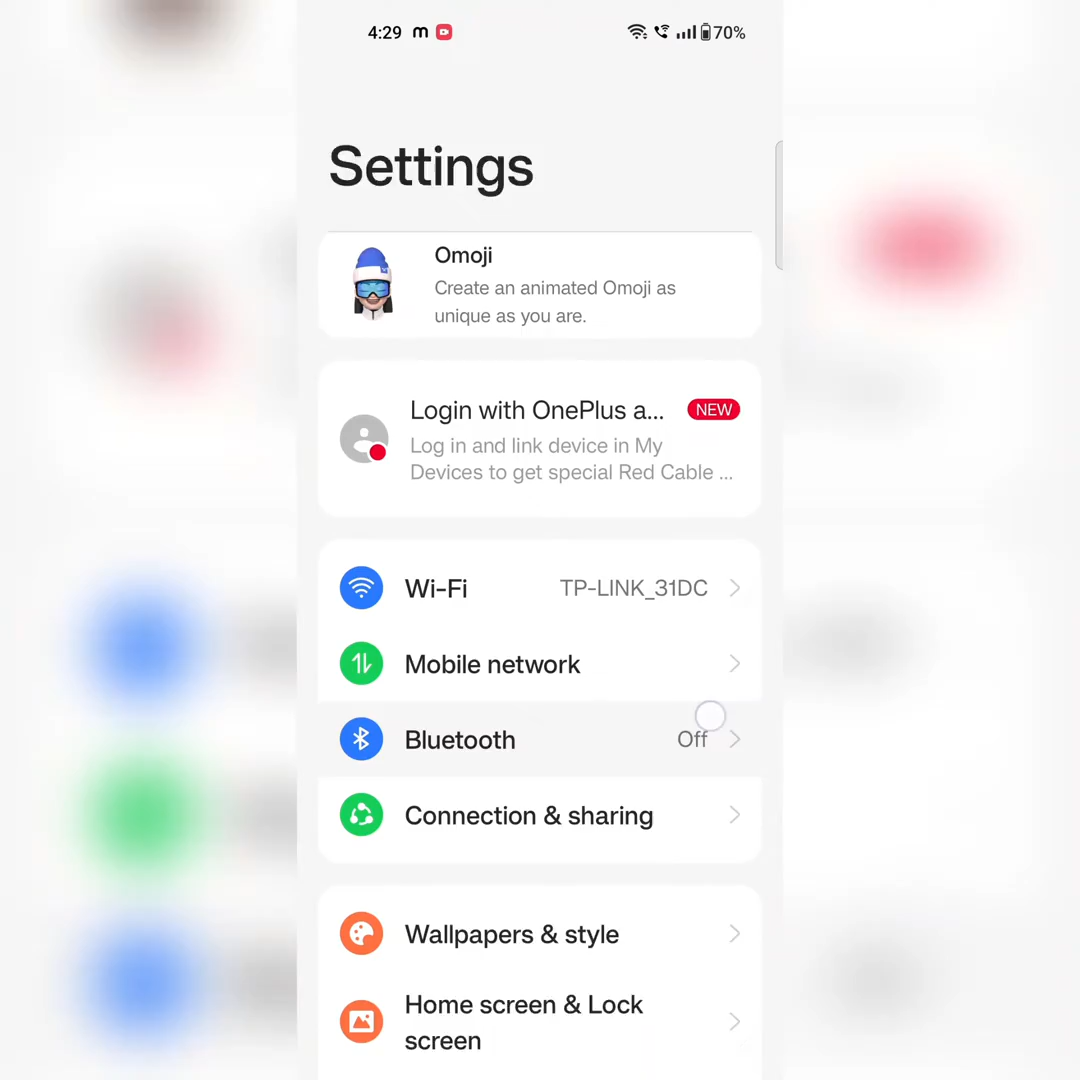 4:29 m 70%
Settings
Omoji
Create an animated Omoji as
unique as you are.
Login with OnePlus a... NEW
Log in and link device in My
Devices to get special Red Cable ...
Wi-Fi TP-LINK_31DC
Mobile network
Bluetooth Off
Connection & sharing
Wallpapers & style
Home screen & Lock
screen